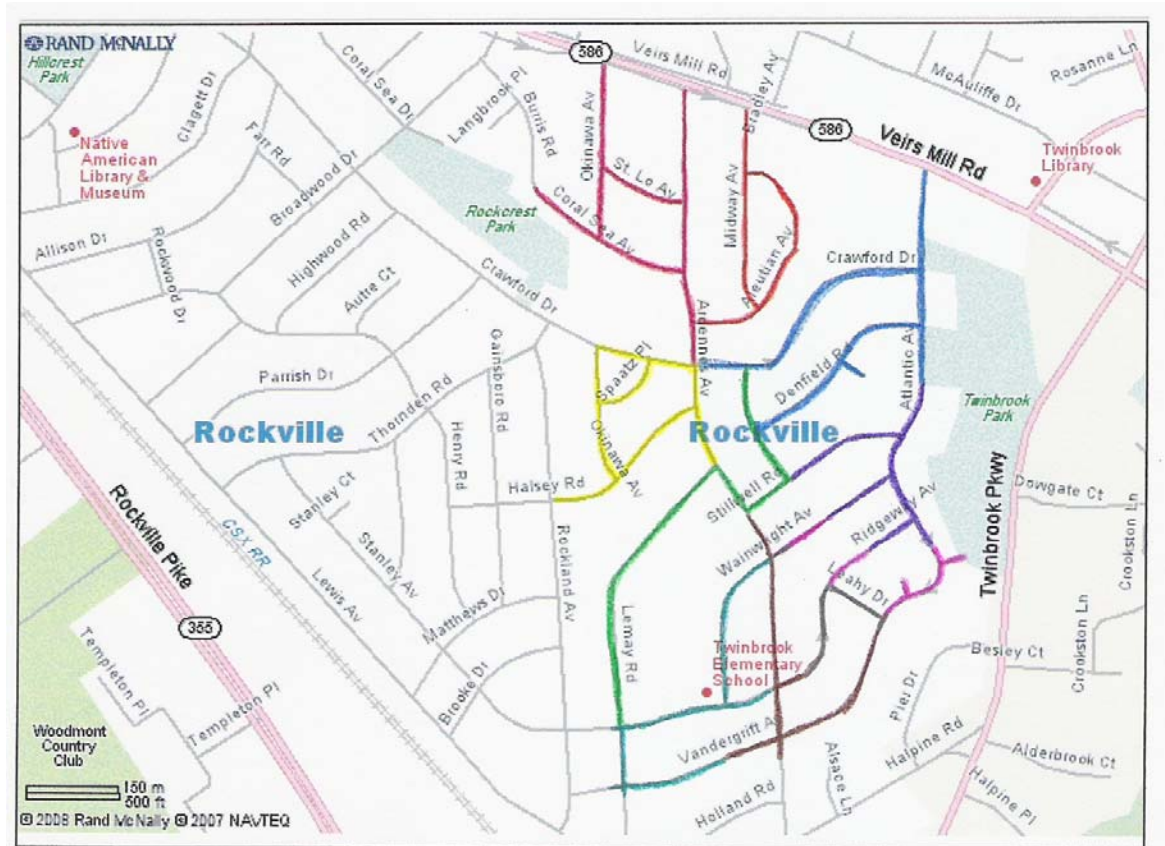 RAND McNALLY
Hillcrest
Park
Native
American
Library &
Museum
Clagett Dr
Farr Rd
Broadwood Dr
Coral Sea Dr
Langbrook Pl
Burris Rd
Okinawa Av
586
Veirs Mill Rd
Bradley Av
McAuliffe Dr
Rosanne Ln
586
Veirs Mill Rd
Twinbrook
Library
St. Lo Av
Coral Sea Av
Midway Av
Aleutian Av
Rockcrest
Park
Allison Dr
Rockwood Dr
Highwood Rd
Autre Ct
Crawford Dr
Crawford Dr
Ardennes Av
Gainsboro Rd
Spaatz Pl
Denfield Rd
Atlantic Av
Twinbrook
Park
Parrish Dr
Thornden Rd
Rockville
Rockville
Okinawa Av
Henry Rd
Halsey Rd
Stillwell Rd
Stanley Ct
Wainwright Av
Ridgeway Av
Dowgate Ct
Twinbrook Pkwy
Crookston Ln
Rockville Pike
CSX RR
Stanley Av
Lewis Av
Matthews Dr
Rockland Av
Leahy Dr
Lemay Rd
355
Templeton Pl
Templeton Pl
Brooke Dr
Twinbrook
Elementary
School
Vandergrift A
Besley Ct
Crookston Ln
Pier Dr
Halpine Rd
Alderbrook Ct
Alsace Ln
Holland Rd
Halpine Pl
Woodmont
Country
Club
150 m
500 ft
© 2008 Rand McNally © 2007 NAVTEQ